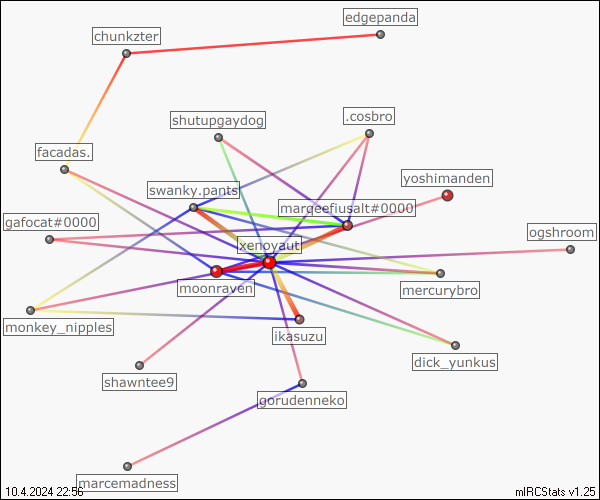 edgepanda
chunkzter
shutupgaydog
.cosbro
facadas.
yoshimanden
swanky.pants
marqeefiusalt#0000
gafocat#0000
ogshroom
xenoyaut
moonraven
mercurybro
monkey_nipples
ikasuzu
dick_yunkus
shawntee9
gorudenneko
marcemadness
10.4.2024 22:56
mIRCStats v1.25